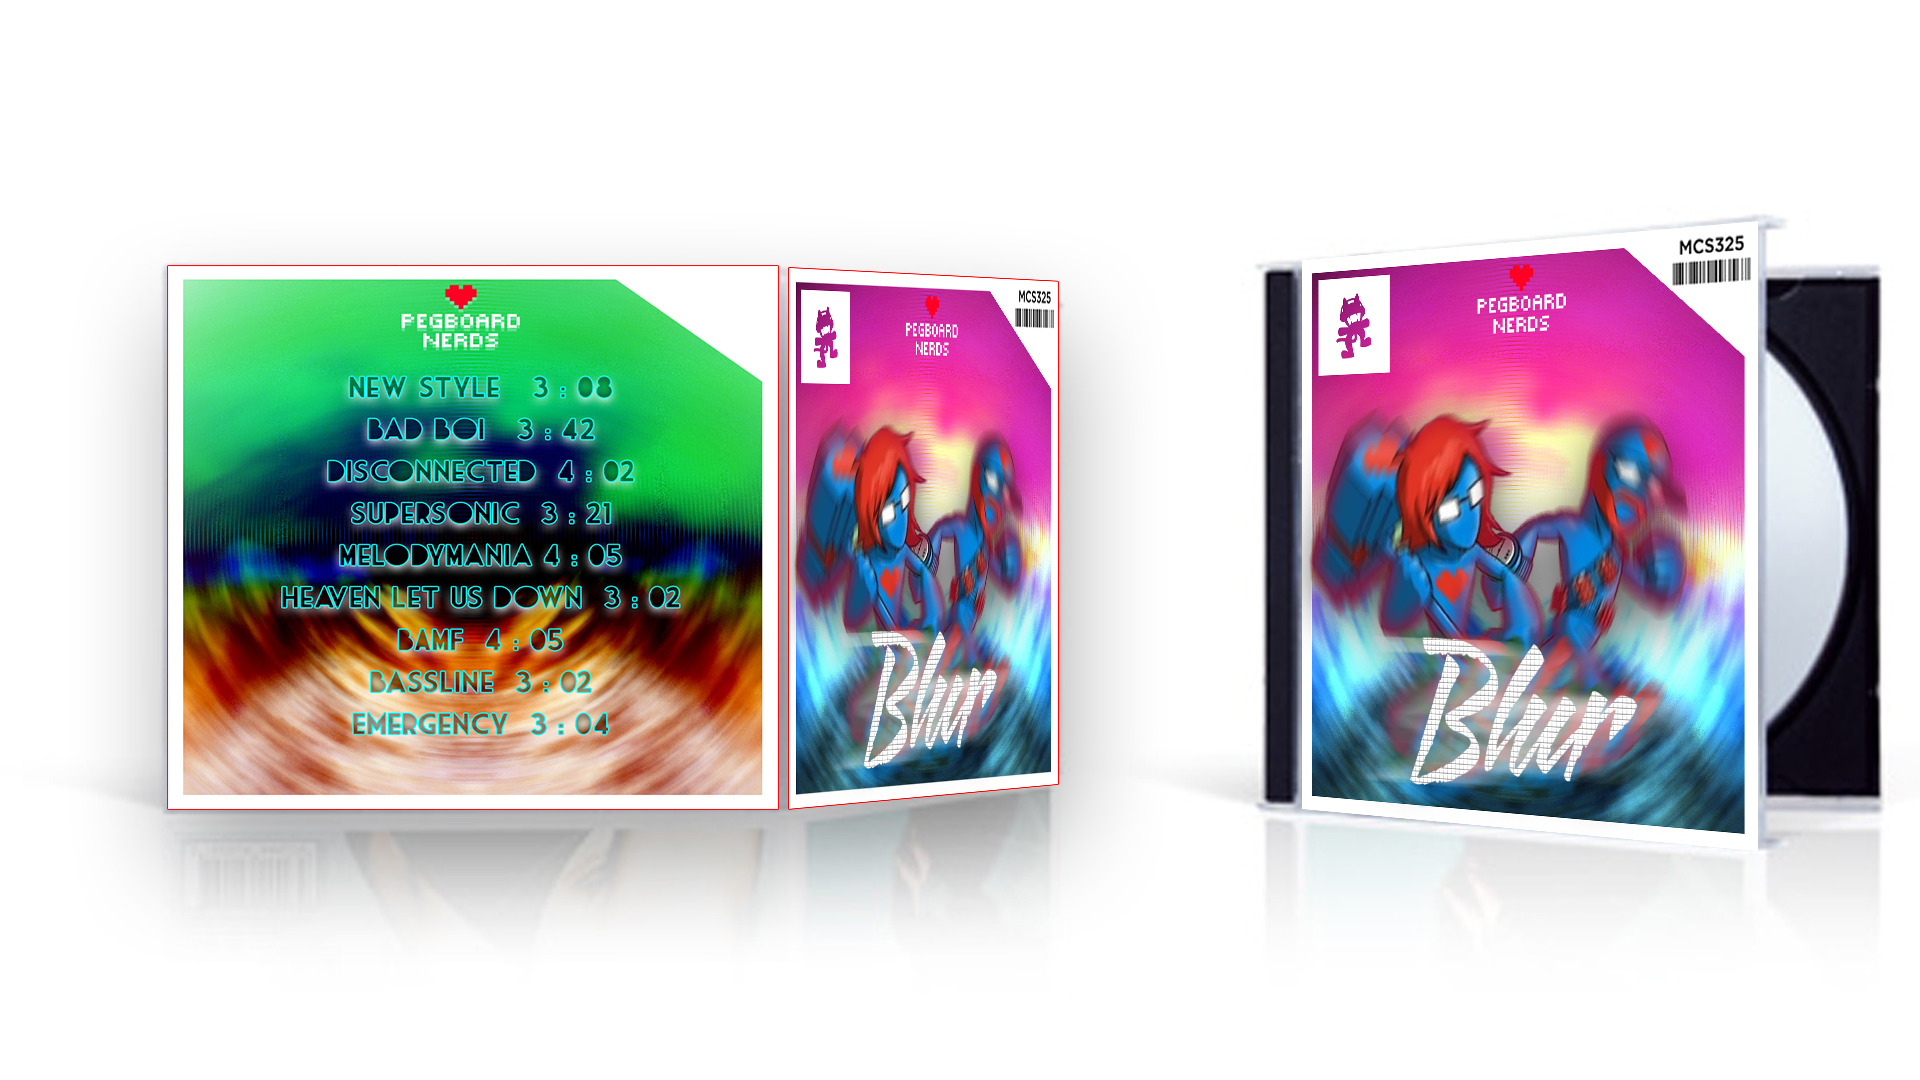 PEGBOARD
NERDS
NEW STYLE 3 : 08
BAD BOI 3 : 42
DISCONNECTED 4 : 02
SUPERSONIC 3 : 21
MELODYMANIA 4 : 05
HEAVEN LET US DOWN 3 : 02
BAMF 4 : 05
BASSLINE 3 : 02
EMERGENCY 3 : 04
MCS325
PEGBOARD
NERDS
Blur
MCS325
PEGBOARD
NERDS
Blur